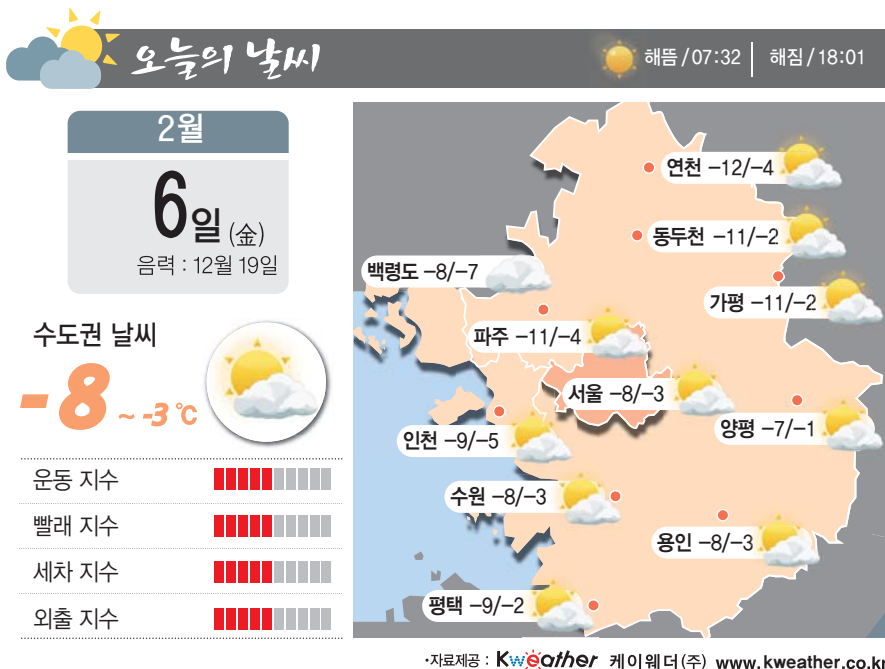 오늘의 날씨
해뜸 / 07:32 | 해짐 / 18:01
2월
6일 (金)
음력 : 12월 19일
수도권 날씨
-8 ~ -3 ℃
운동 지수
빨래 지수
세차 지수
외출 지수
연천 -12/-4
동두천 -11/-2
백령도 -8/-7
가평 -11/-2
파주 -11/-4
서울 -8/-3
양평 -7/-1
인천 -9/-5
수원 -8/-3
용인 -8/-3
평택 -9/-2
·자료제공 : Kweather 케이웨더(주) www.kweather.co.kr